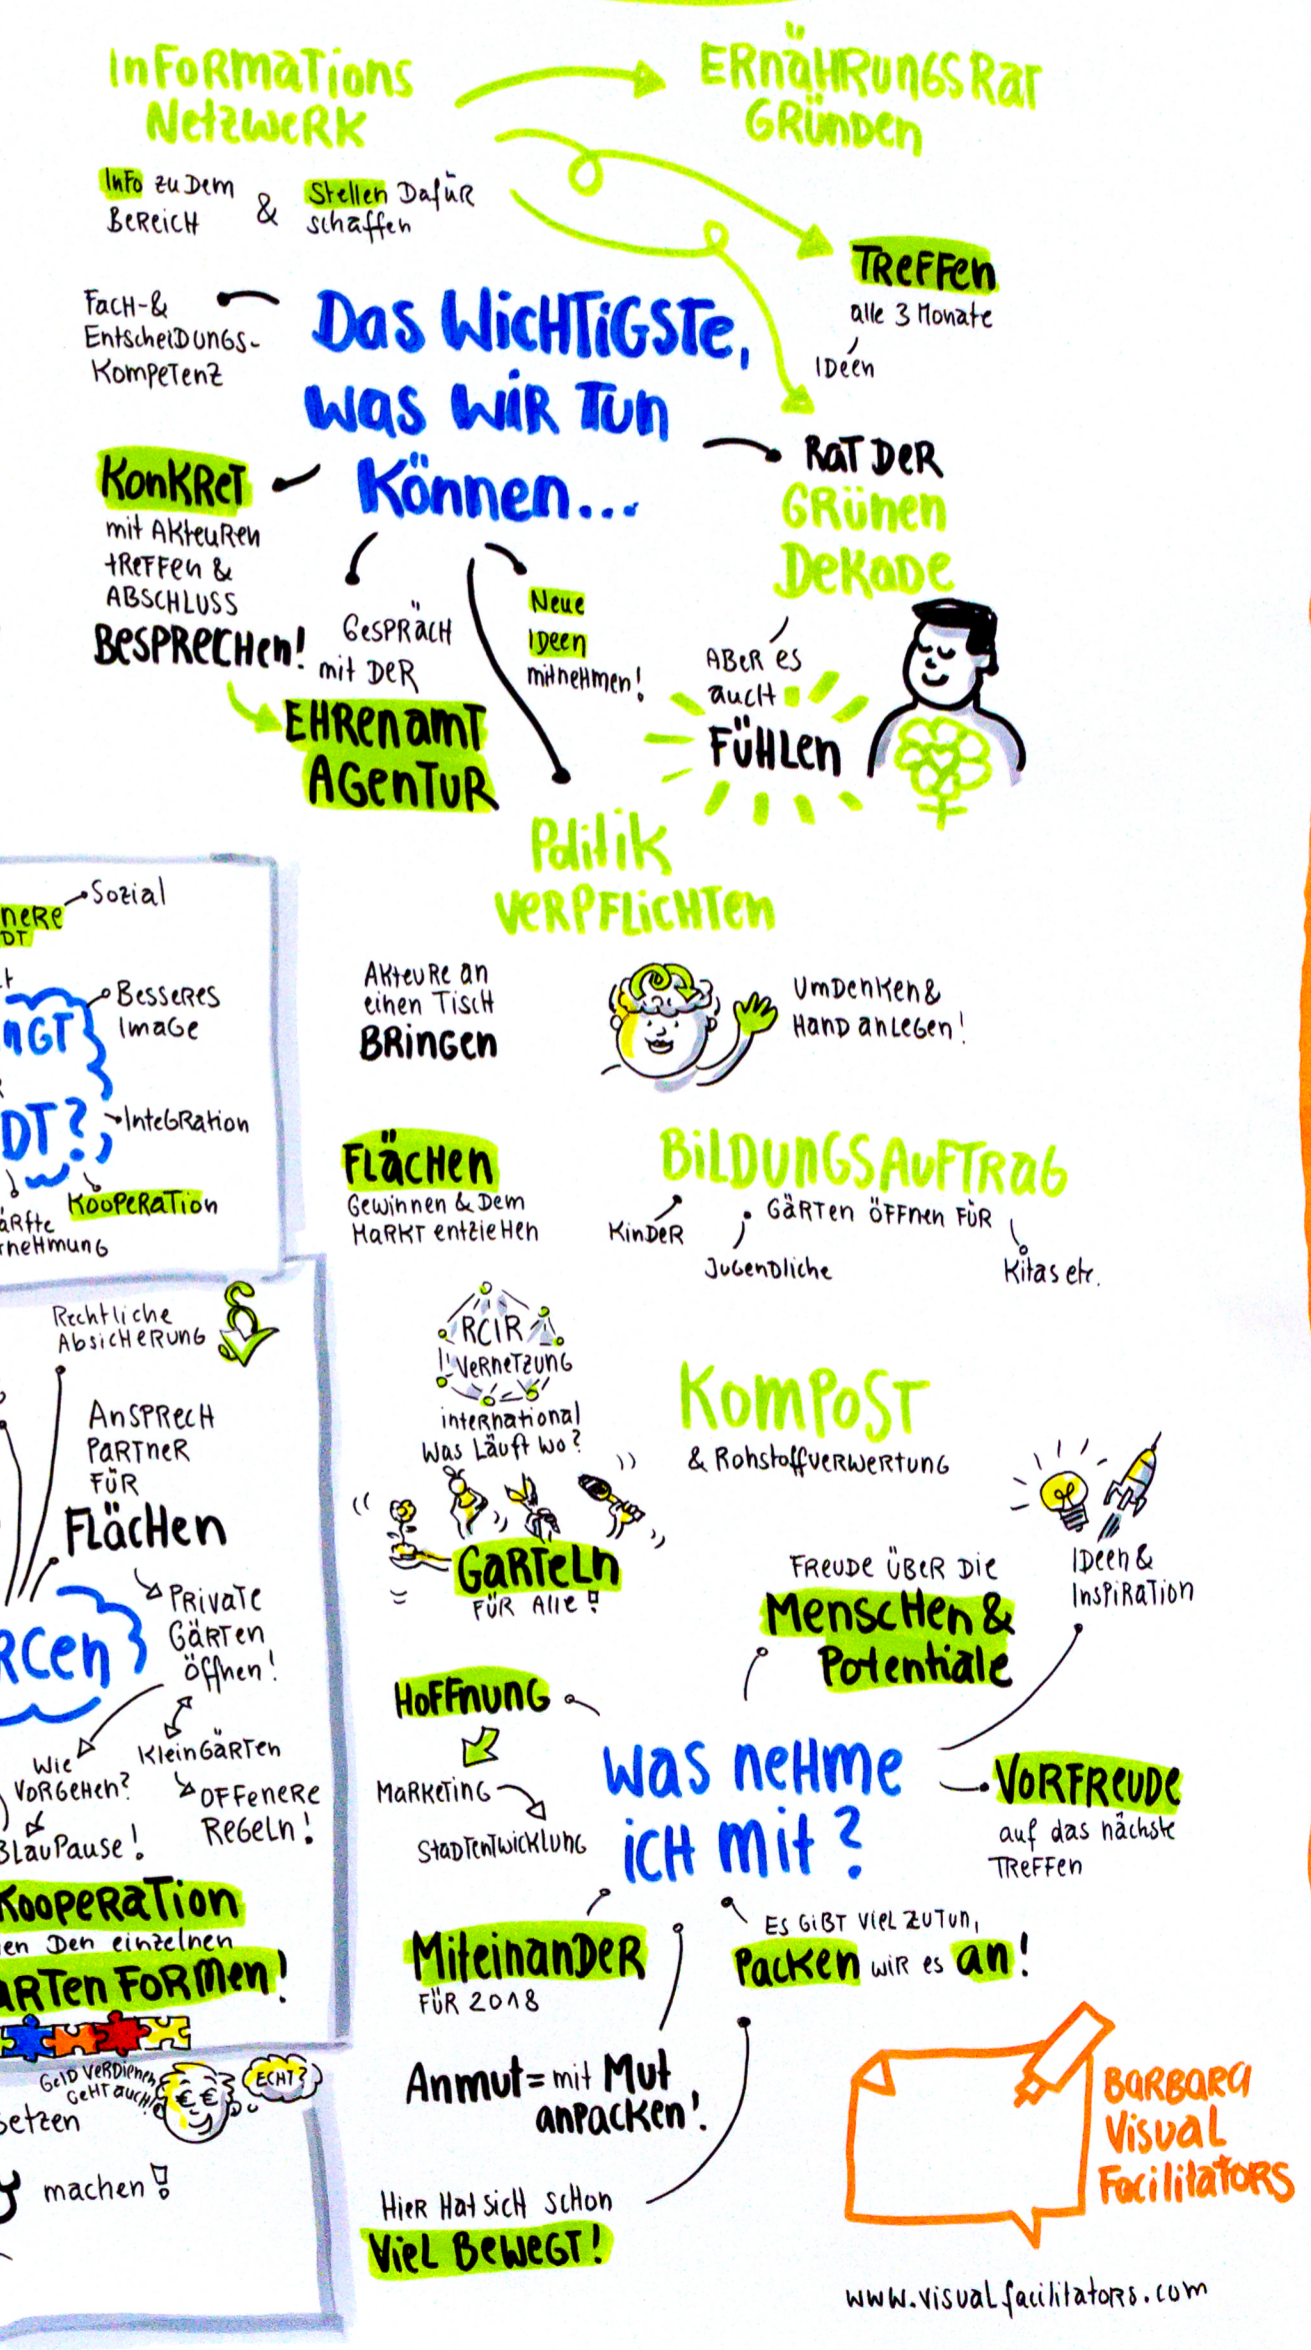 Informations
Netzwerk
Ernährungsrat
gründen
Info zu dem
Bereich
&
Stellen dafür
schaffen
Treffen
alle 3 Monate
Ideen
Fach- &
Entscheidungs-
Kompetenz
Das Wichtigste,
was wir tun
können...
Rat der
Grünen
Dekade
Aber es
auch
fühlen
Konkret
mit Akteuren
treffen &
Abschluss
besprechen!
Gespräch
mit der
Ehrenamt
Agentur
Neue
Ideen
mitnehmen!
Politik
verpflichten
Akteure an
einen Tisch
bringen
Umdenken &
Hand anlegen!
Flächen
gewinnen & dem
Markt entziehen
Bildungsauftrag
Gärten öffnen für
Kinder
Jugendliche
Kitas etc.
RCIR
!! Vernetzung
international
Was läuft wo?
Kompost
& Rohstoffverwertung
Garteln
für alle!
Freude über die
Menschen &
Potentiale
Ideen &
Inspiration
Hoffnung
Marketing
Stadtentwicklung
Was nehme
ich mit?
Vorfreude
auf das nächste
Treffen
Miteinander
für 2018
Es gibt viel zu tun,
packen wir es an!
Anmut = mit Mut
anpacken!
Hier hat sich schon
viel bewegt!
Barbara
Visual
Facilitators
www.visualfacilitators.com
Sozial
Besseres
Image
DT?
Integration
Kooperation
Rechtliche
Absicherung
Ansprech
partner
für
Flächen
Private
Gärten
öffnen!
Wie
vorgehen?
Blaupause!
Kleingärten
Offenere
Regeln!
Kooperation
den einzelnen
Gartenformen!
Geld verdienen
geht auch!
Echt?
setzen
machen!